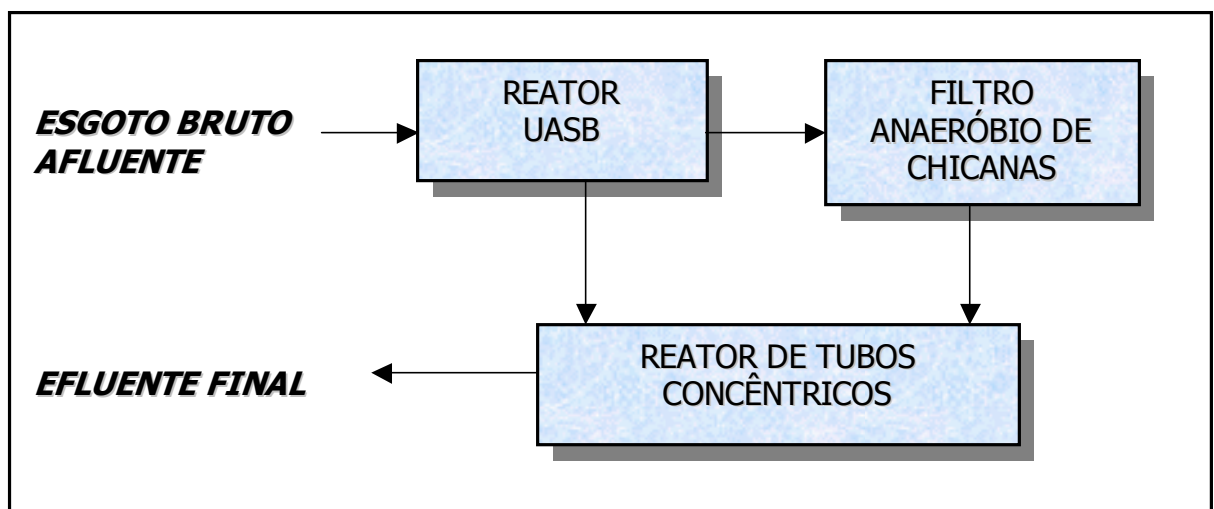 ESGOTO BRUTO
AFLUENTE
REATOR
UASB
FILTRO
ANAERÓBIO DE
CHICANAS
EFLUENTE FINAL
REATOR DE TUBOS
CONCÊNTRICOS